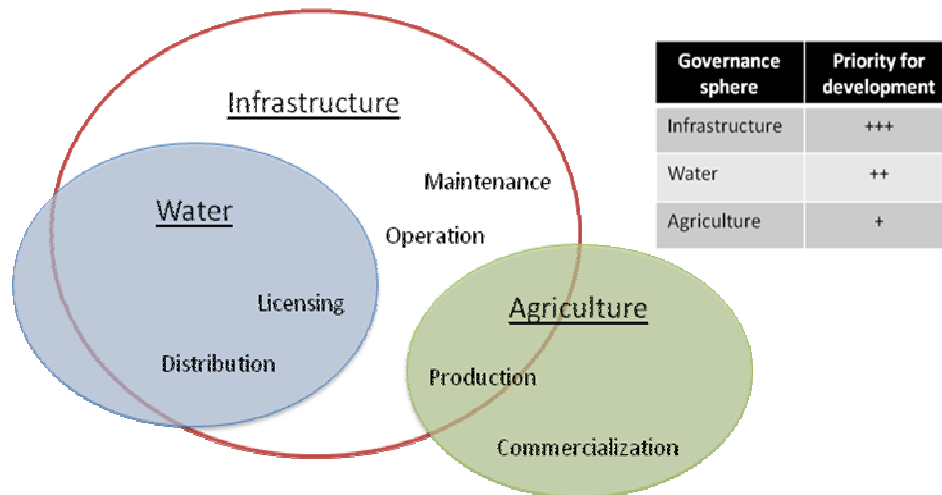 Infrastructure
Maintenance
Water
Operation
Licensing
Agriculture
Distribution
Production
Commercialization
Governance sphere Priority for development
Infrastructure +++
Water ++
Agriculture +